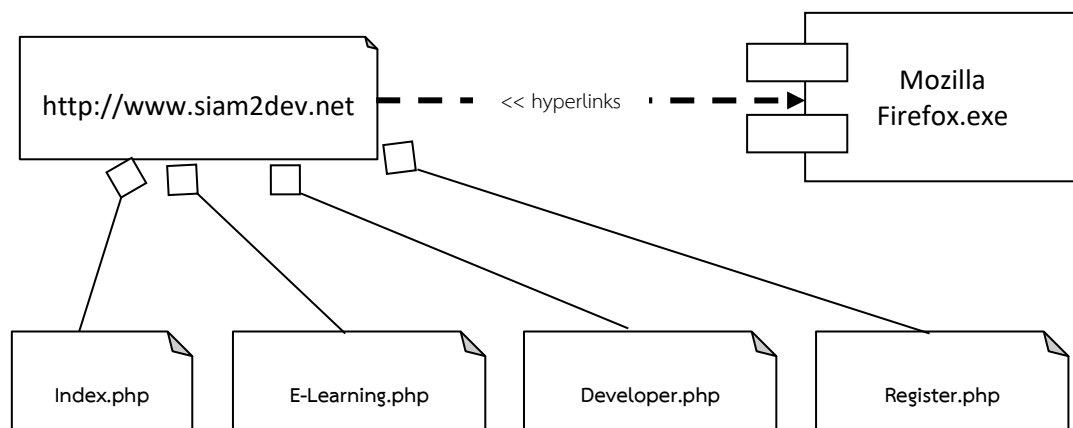 http://www.siam2dev.net
<< hyperlinks
Mozilla
Firefox.exe
Index.php
E-Learning.php
Developer.php
Register.php